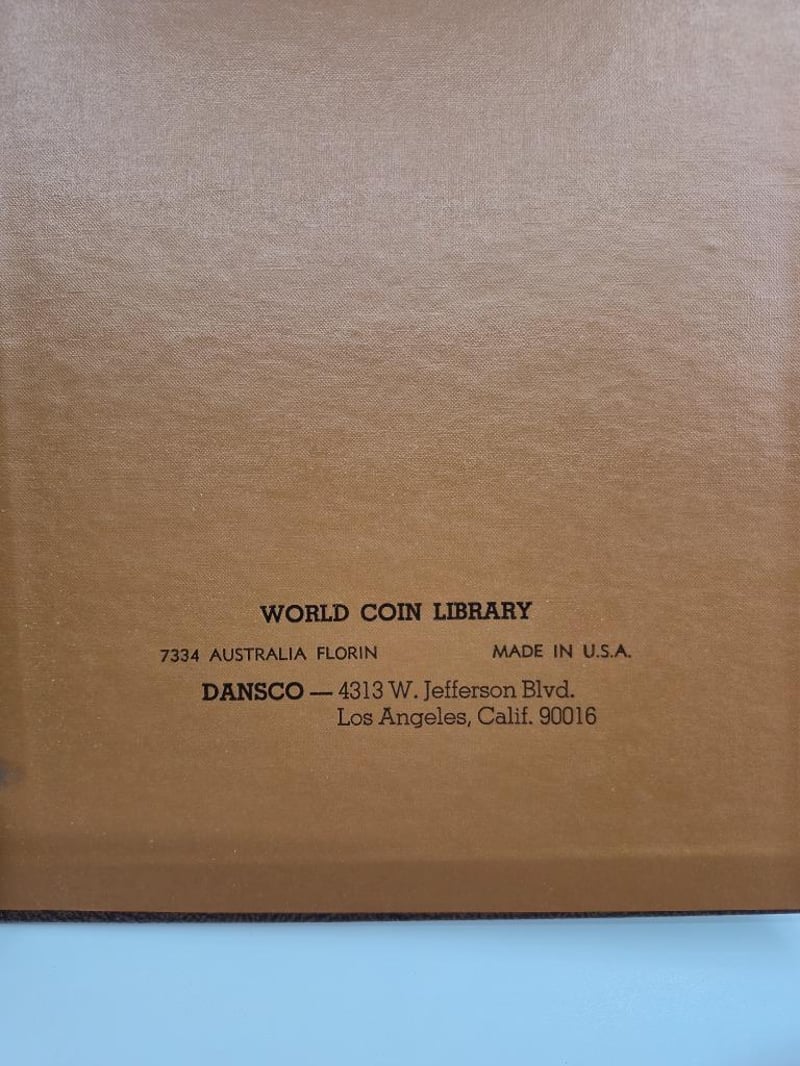 WORLD COIN LIBRARY
7334 AUSTRALIA FLORIN MADE IN U.S.A.
DANSCO — 4313 W. Jefferson Blvd.
Los Angeles, Calif. 90016